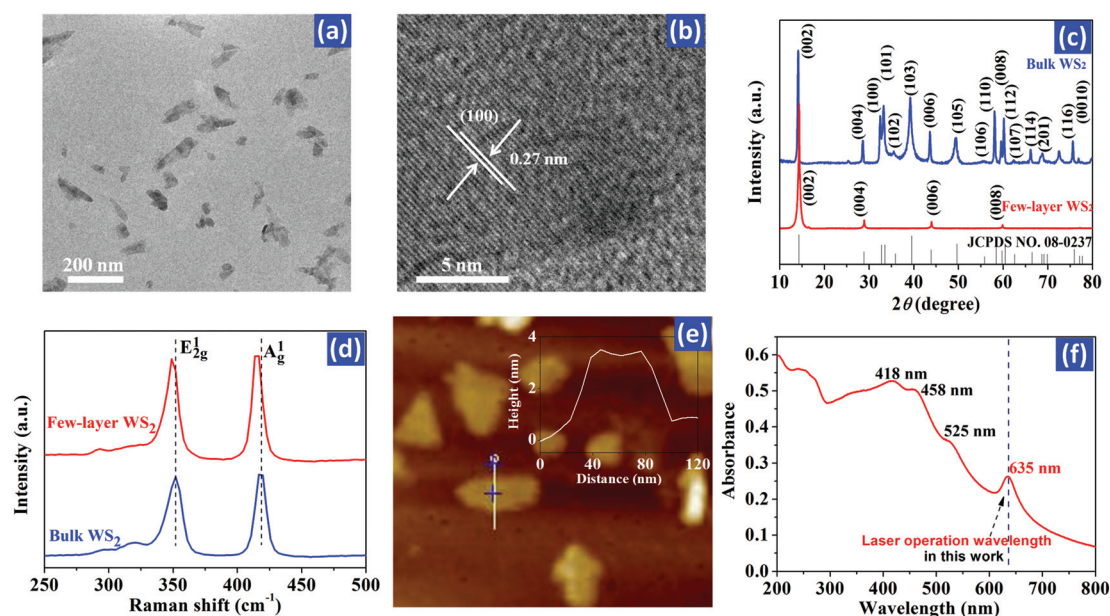 (a)
200 nm
(b)
(100)
0.27 nm
5 nm
(c)
Intensity (a.u.)
(002)
(004)
(100)
(101)
(102)
(103)
(006)
(105)
(106)
(110)
(008)
(112)
(107)
(114)
(201)
(116)
(0010)
Bulk WS₂
(002)
(004)
(006)
(008)
Few-layer WS₂
JCPDS NO. 08-0237
10 20 30 40 50 60 70 80
2θ (degree)
(d)
Intensity (a.u.)
E¹₂g
A¹g
Few-layer WS₂
Bulk WS₂
250 300 350 400 450 500
Raman shift (cm⁻¹)
(e)
Height (nm)
4
2
0
0 40 80 120
Distance (nm)
(f)
Absorbance
0.6
0.5
0.4
0.3
0.2
0.1
0.0
418 nm
458 nm
525 nm
635 nm
Laser operation wavelength
in this work
200 300 400 500 600 700 800
Wavelength (nm)